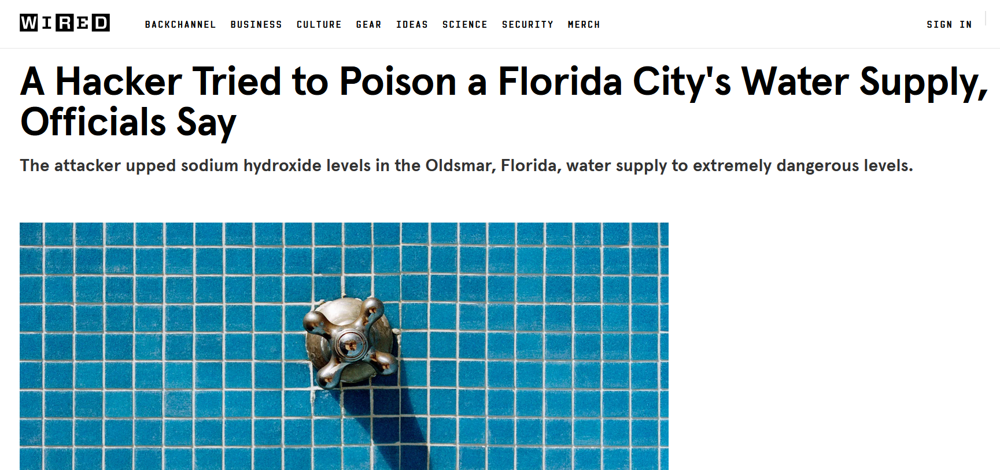 WIRED
BACKCHANNEL BUSINESS CULTURE GEAR IDEAS SCIENCE SECURITY MERCH
SIGN IN
A Hacker Tried to Poison a Florida City's Water Supply,
Officials Say
The attacker upped sodium hydroxide levels in the Oldsmar, Florida, water supply to extremely dangerous levels.